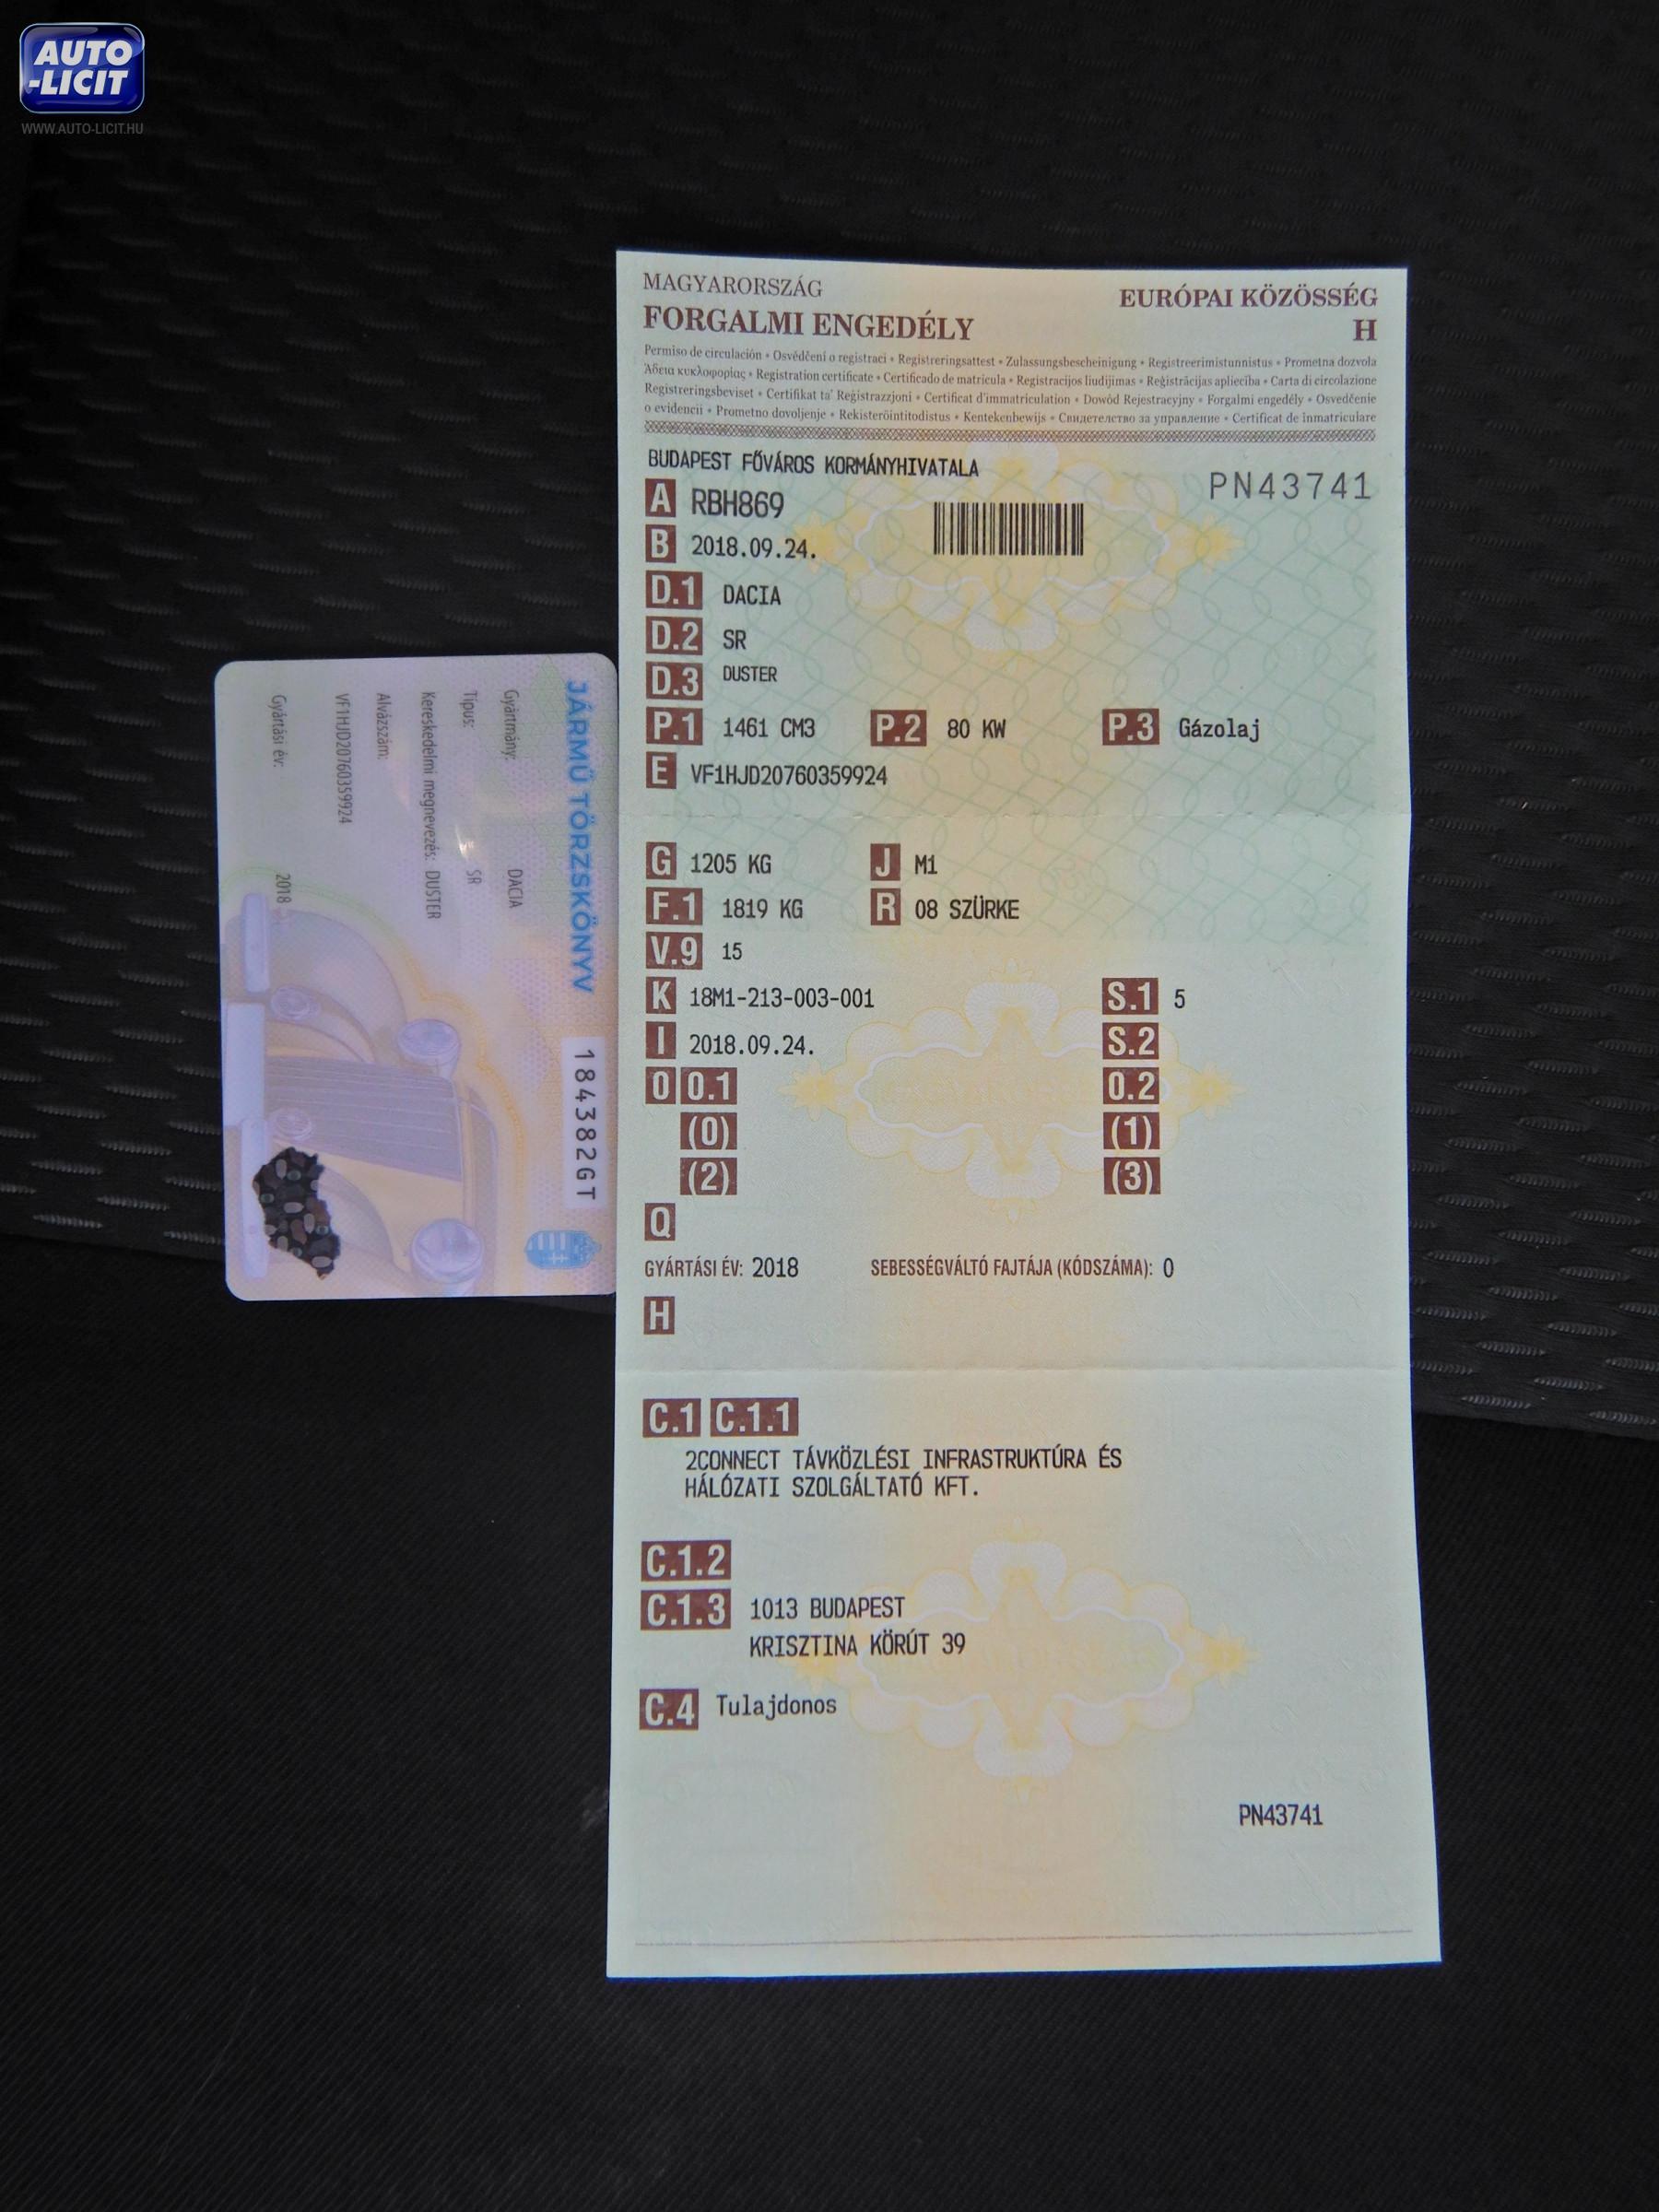 AUTO
-LICIT
WWW.AUTO-LICIT.HU
MAGYARORSZÁG
EURÓPAI KÖZÖSSÉG
FORGALMI ENGEDÉLY
H
Permiso de circulación • Osvědčení o registraci • Registreringsattest • Zulassungsbescheinigung • Registreerimistunnistus • Prometna dozvola
Άδεια κυκλοφορίας • Registration certificate • Certificado de matricula • Registracijos liudijimas • Reģistrācijas apliecība • Carta di circolazione
Registreringsbeviset • Certifikat ta' Reġistrazzjoni • Certificat d'immatriculation • Dowód Rejestracyjny • Forgalmi engedély • Osvedčenie
o evidencii • Prometno dovoljenje • Rekisteröintitodistus • Kentekenbewijs • Свидетелство за управление • Certificat de inmatriculare
BUDAPEST FŐVÁROS KORMÁNYHIVATALA
PN43741
A RBH869
B 2018.09.24.
D.1 DACIA
D.2 SR
D.3 DUSTER
P.1 1461 CM3 P.2 80 KW P.3 Gázolaj
E VF1HJD20760359924
G 1205 KG J M1
F.1 1819 KG R 08 SZÜRKE
V.9 15
K 18M1-213-003-001 S.1 5
I 2018.09.24. S.2
0 0.1 0.2
(0) (1)
(2) (3)
Q
GYÁRTÁSI ÉV: 2018 SEBESSÉGVÁLTÓ FAJTÁJA (KÓDSZÁMA): 0
H
C.1 C.1.1
2CONNECT TÁVKÖZLÉSI INFRASTRUKTÚRA ÉS
HÁLÓZATI SZOLGÁLTATÓ KFT.
C.1.2
C.1.3 1013 BUDAPEST
KRISZTINA KÖRÚT 39
C.4 Tulajdonos
PN43741
JÁRMŰ TÖRZSKÖNYV 184382GT
Gyártmány: DACIA
Típus: SR
Kereskedelmi megnevezés: DUSTER
Alvázszám:
VF1HJD20760359924
Gyártási év: 2018